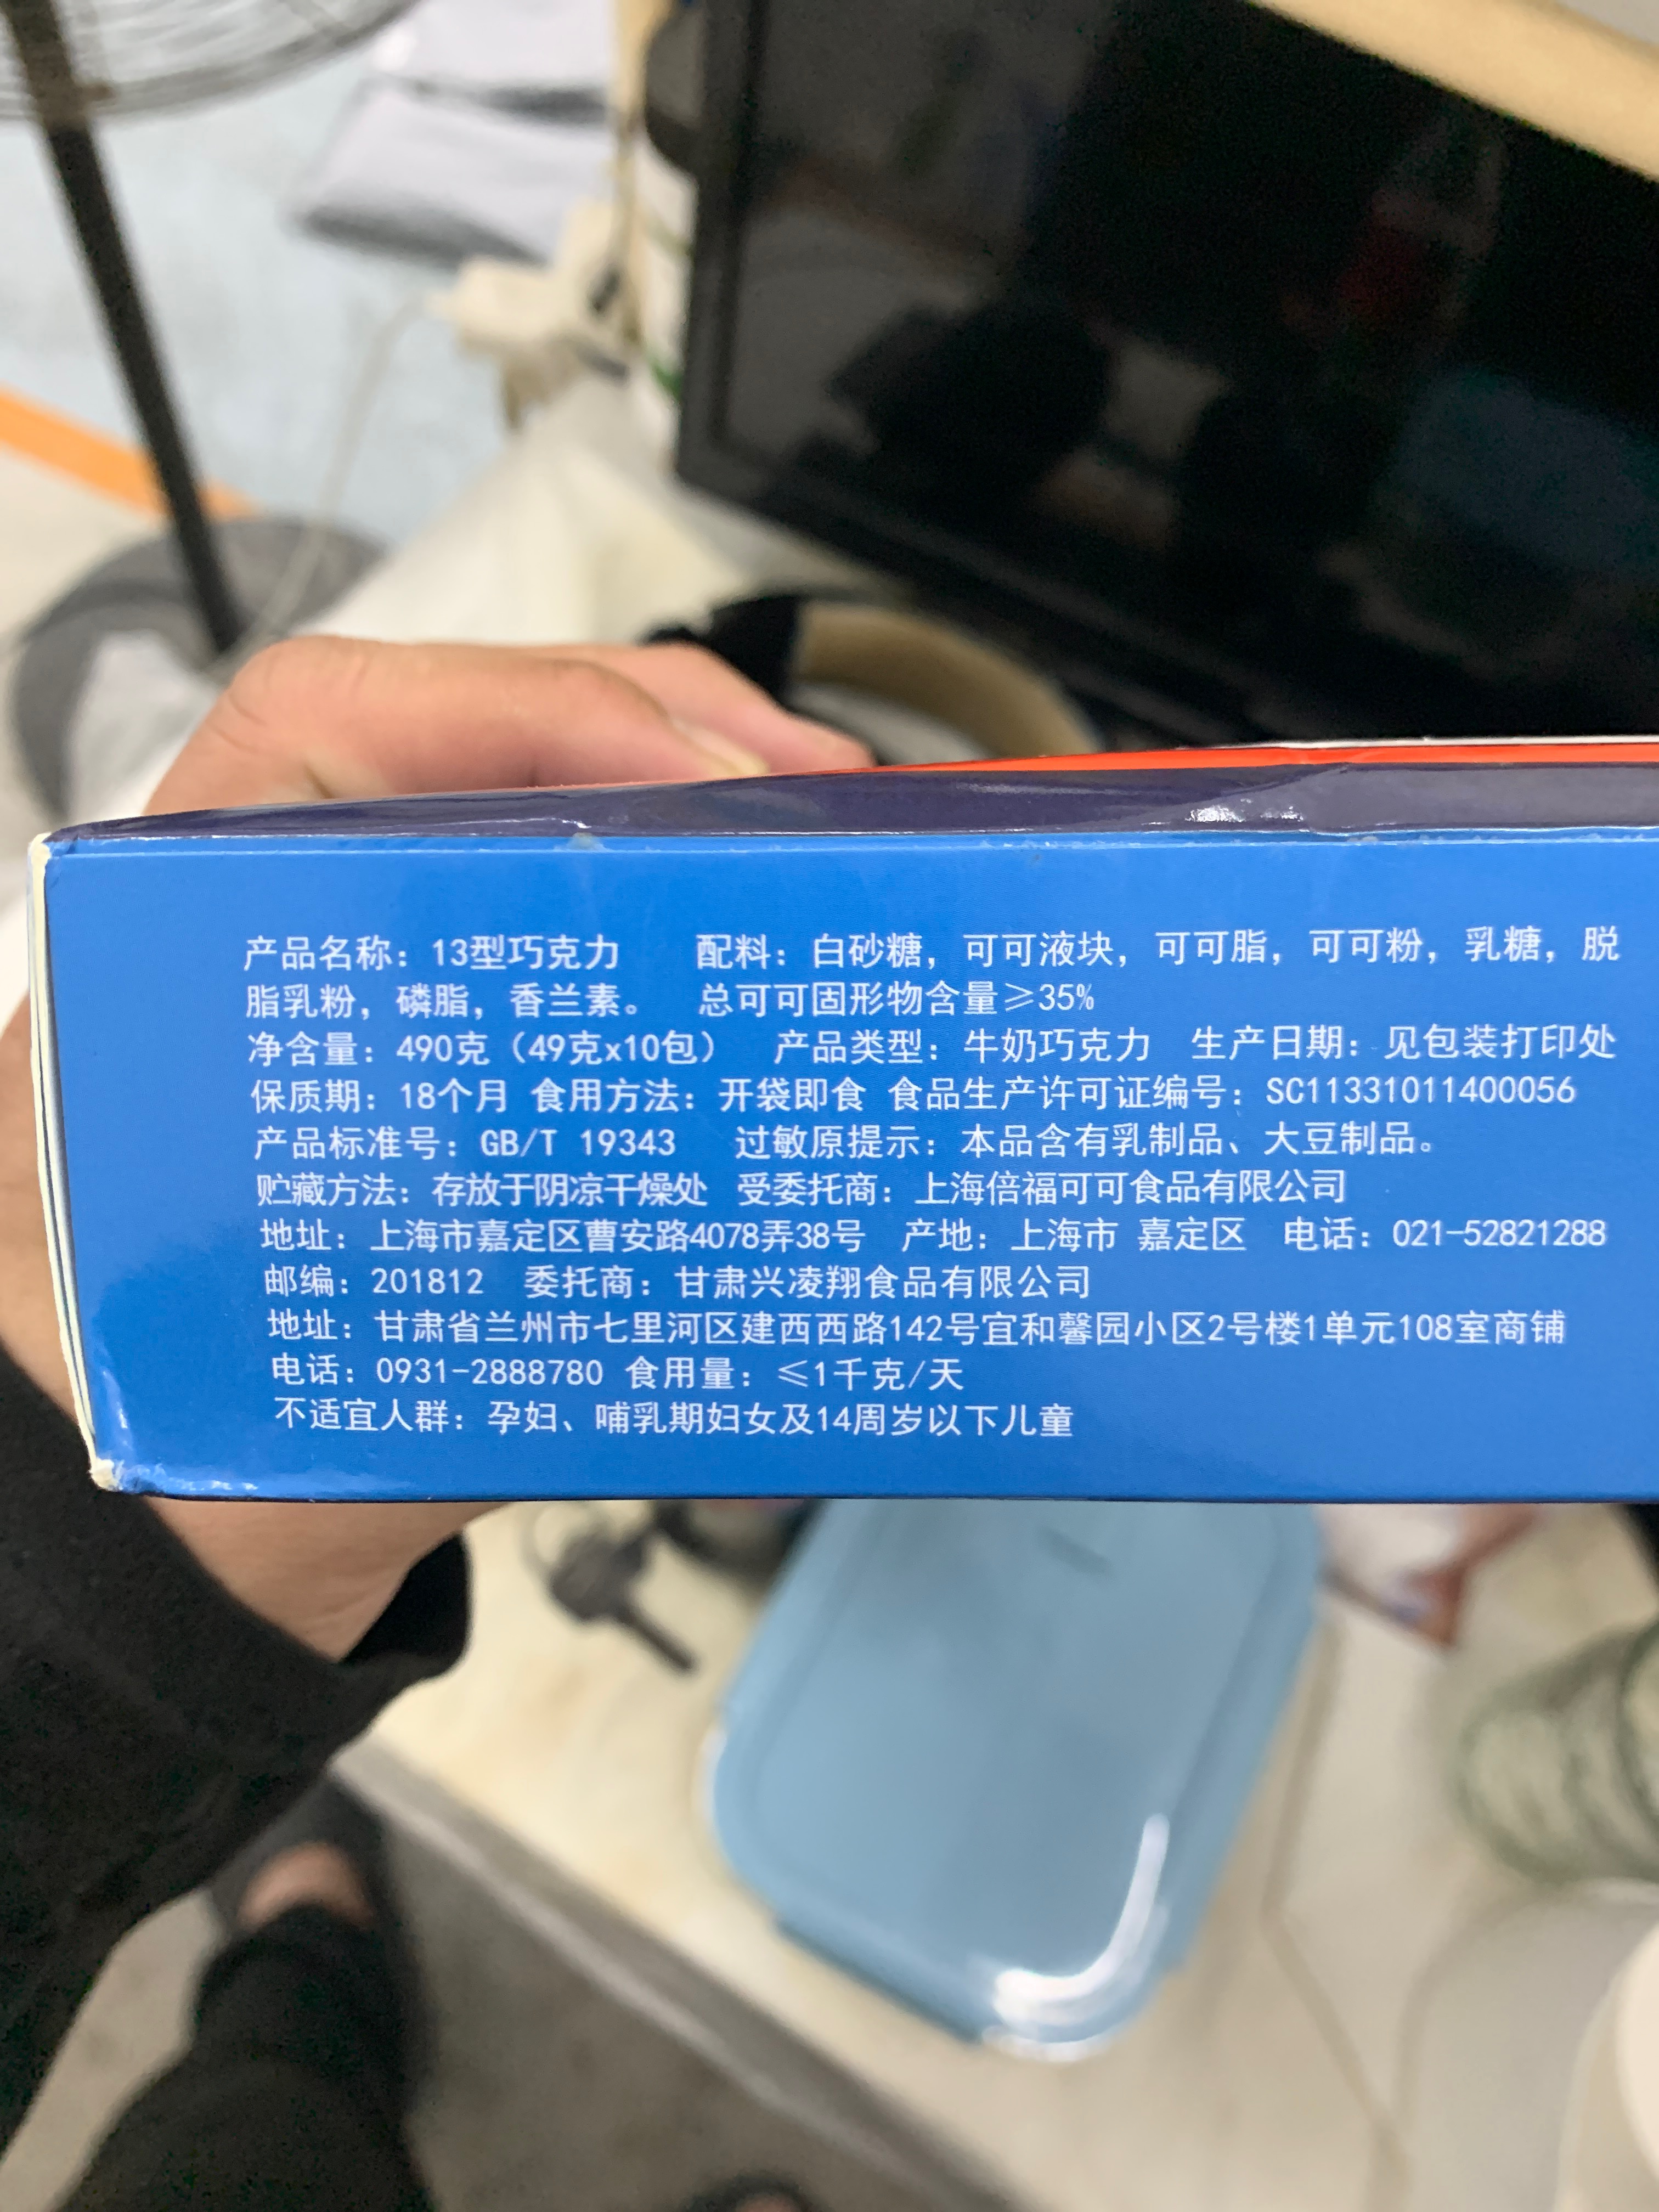 产品名称：13型巧克力　　配料：白砂糖，可可液块，可可脂，可可粉，乳糖，脱
脂乳粉，磷脂，香兰素。　总可可固形物含量≥35%
净含量：490克（49克x10包）　产品类型：牛奶巧克力　生产日期：见包装打印处
保质期：18个月 食用方法：开袋即食 食品生产许可证编号：SC11331011400056
产品标准号：GB/T 19343　过敏原提示：本品含有乳制品、大豆制品。
贮藏方法：存放于阴凉干燥处　受委托商：上海倍福可可食品有限公司
地址：上海市嘉定区曹安路4078弄38号　产地：上海市 嘉定区　电话：021-52821288
邮编：201812　委托商：甘肃兴凌翔食品有限公司
地址：甘肃省兰州市七里河区建西西路142号宜和馨园小区2号楼1单元108室商铺
电话：0931-2888780 食用量：≤1千克/天
不适宜人群：孕妇、哺乳期妇女及14周岁以下儿童